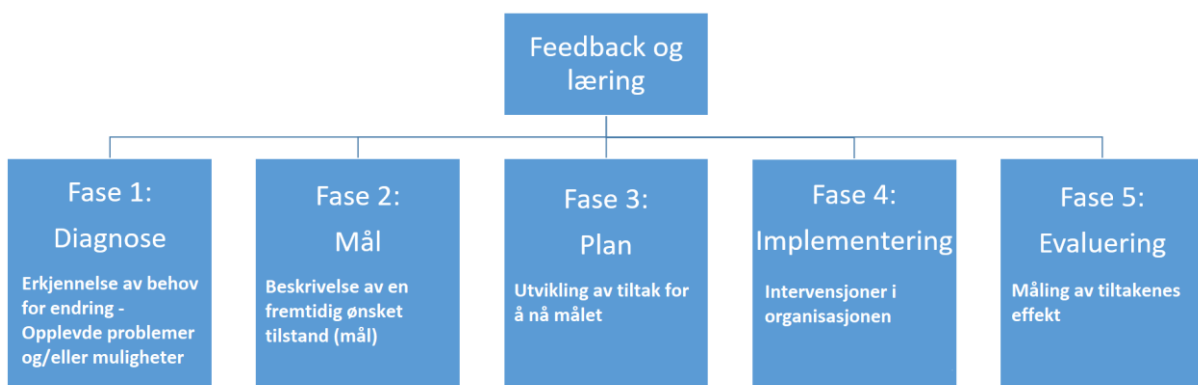 Feedback og
læring
Fase 1:
Diagnose
Erkjennelse av behov
for endring -
Opplevde problemer
og/eller muligheter
Fase 2:
Mål
Beskrivelse av en
fremtidig ønsket
tilstand (mål)
Fase 3:
Plan
Utvikling av tiltak for
å nå målet
Fase 4:
Implementering
Intervensjoner i
organisasjonen
Fase 5:
Evaluering
Måling av tiltakenes
effekt